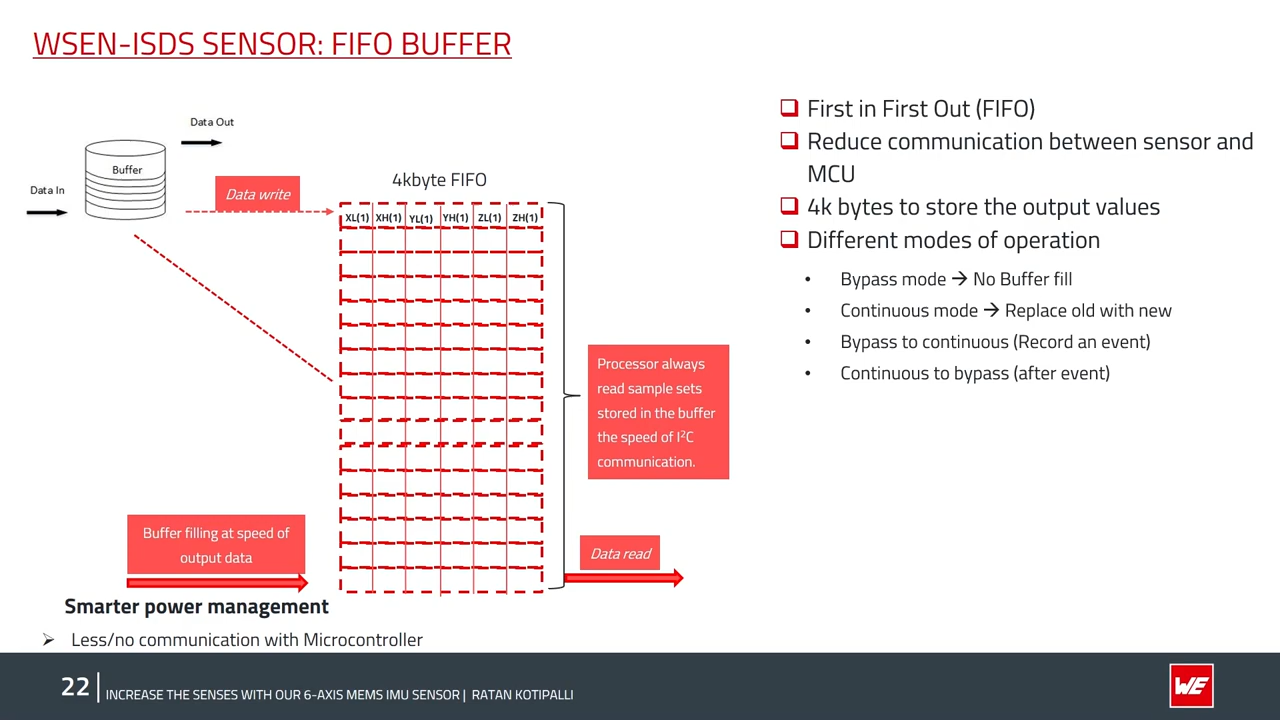 WSEN-ISDS SENSOR: FIFO BUFFER
Data Out
Buffer
Data In
Data write
4kbyte FIFO
XL(1) XH(1) YL(1) YH(1) ZL(1) ZH(1)
Processor always
read sample sets
stored in the buffer
the speed of I²C
communication.
Buffer filling at speed of
output data
Data read
Smarter power management
Less/no communication with Microcontroller
First in First Out (FIFO)
Reduce communication between sensor and
MCU
4k bytes to store the output values
Different modes of operation
• Bypass mode → No Buffer fill
• Continuous mode → Replace old with new
• Bypass to continuous (Record an event)
• Continuous to bypass (after event)
22 INCREASE THE SENSES WITH OUR 6-AXIS MEMS IMU SENSOR | RATAN KOTIPALLI
WE